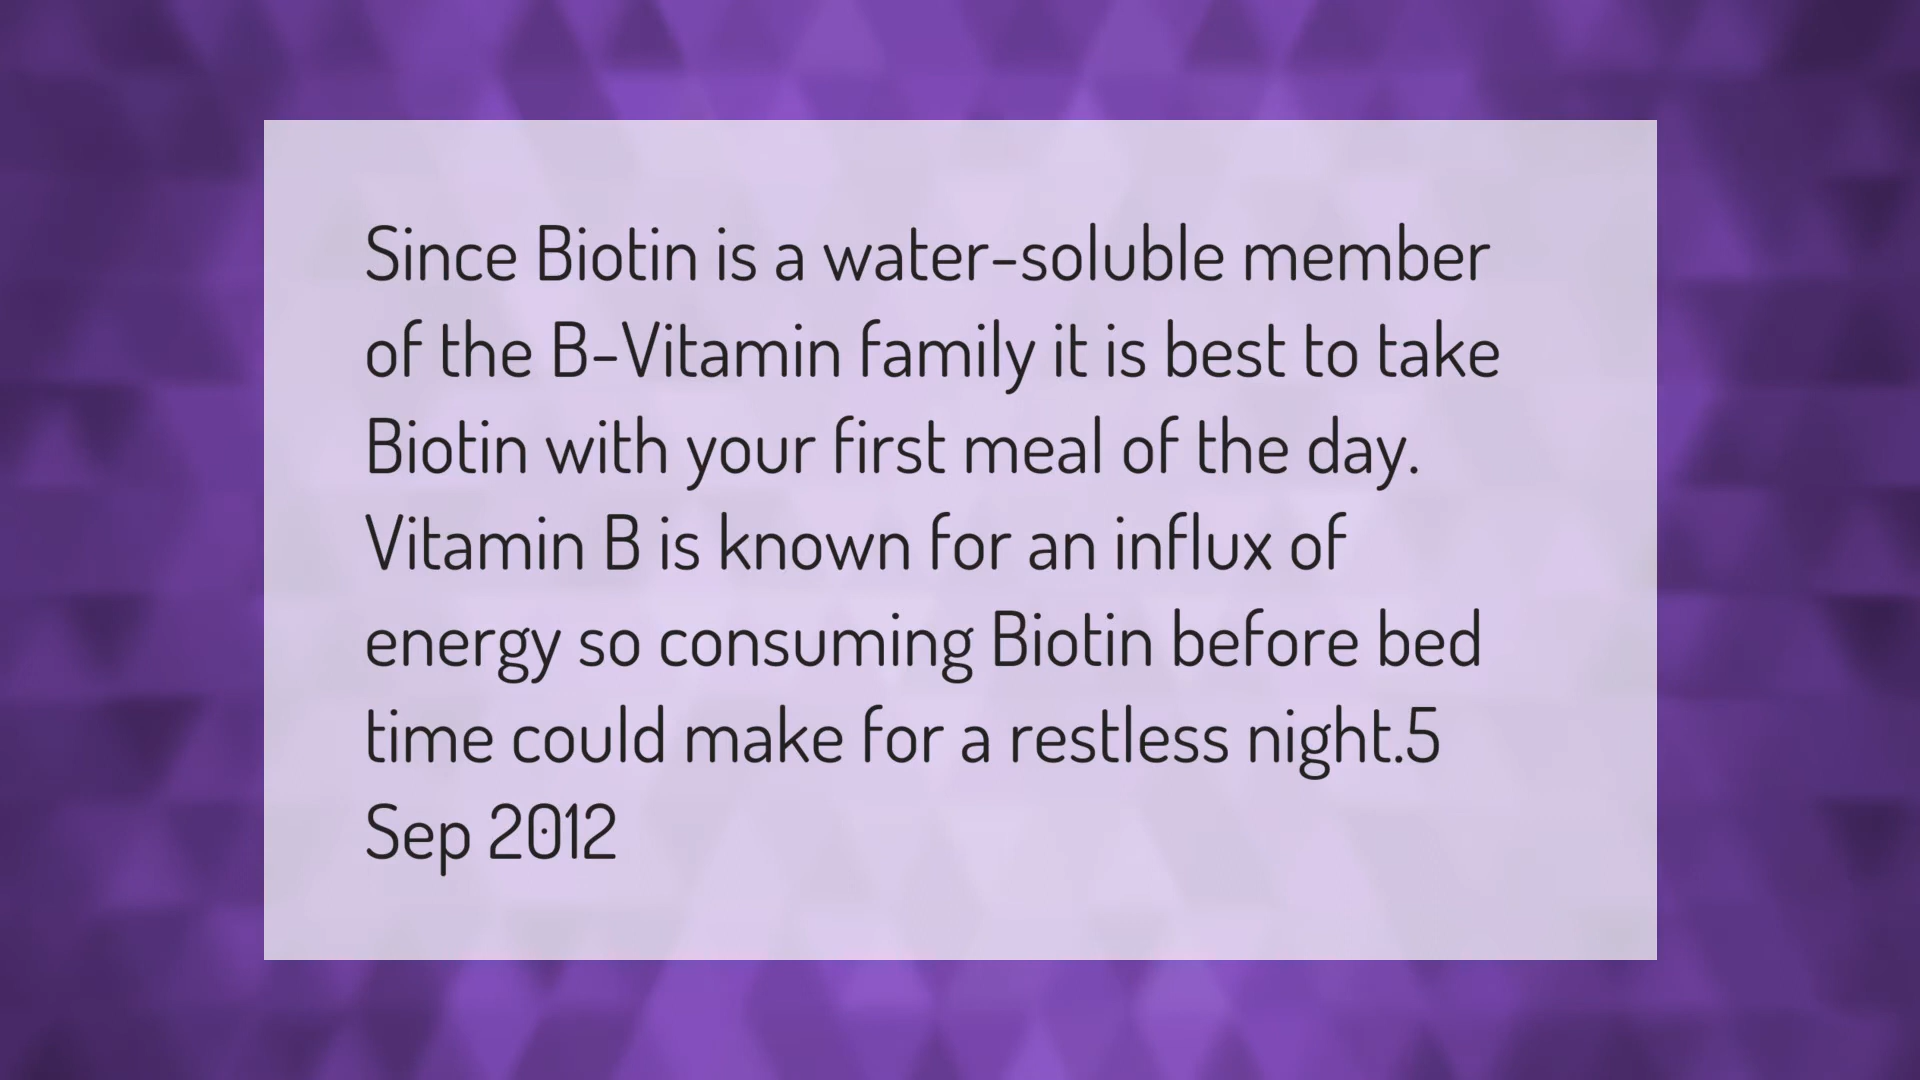 Since Biotin is a water-soluble member
of the B-Vitamin family it is best to take
Biotin with your first meal of the day.
Vitamin B is known for an influx of
energy so consuming Biotin before bed
time could make for a restless night.5
Sep 2012